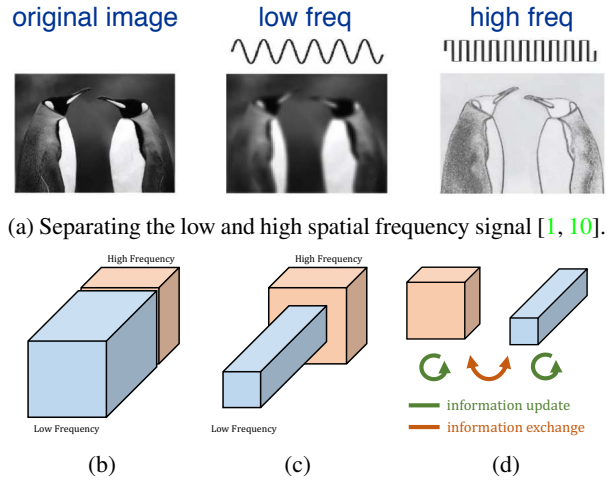 original image
low freq
high freq
(a) Separating the low and high spatial frequency signal [1, 10].
High Frequency
Low Frequency
High Frequency
Low Frequency
information update
information exchange
(b)
(c)
(d)